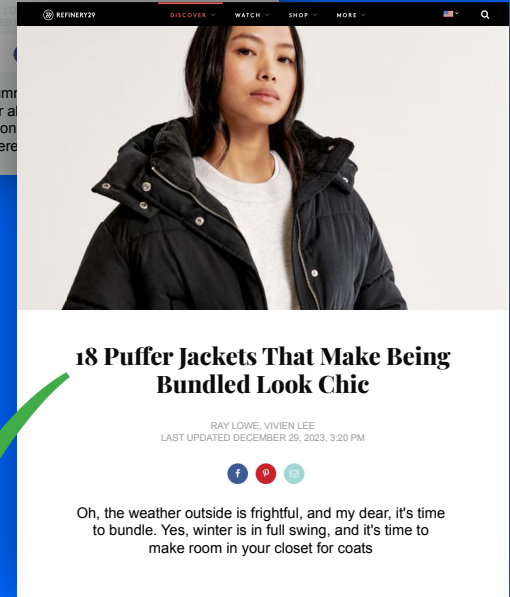 REFINERY29
DISCOVER
WATCH
SHOP
MORE
18 Puffer Jackets That Make Being
Bundled Look Chic
RAY LOWE, VIVIEN LEE
LAST UPDATED DECEMBER 29, 2023, 3:20 PM
Oh, the weather outside is frightful, and my dear, it's time
to bundle. Yes, winter is in full swing, and it's time to
make room in your closet for coats